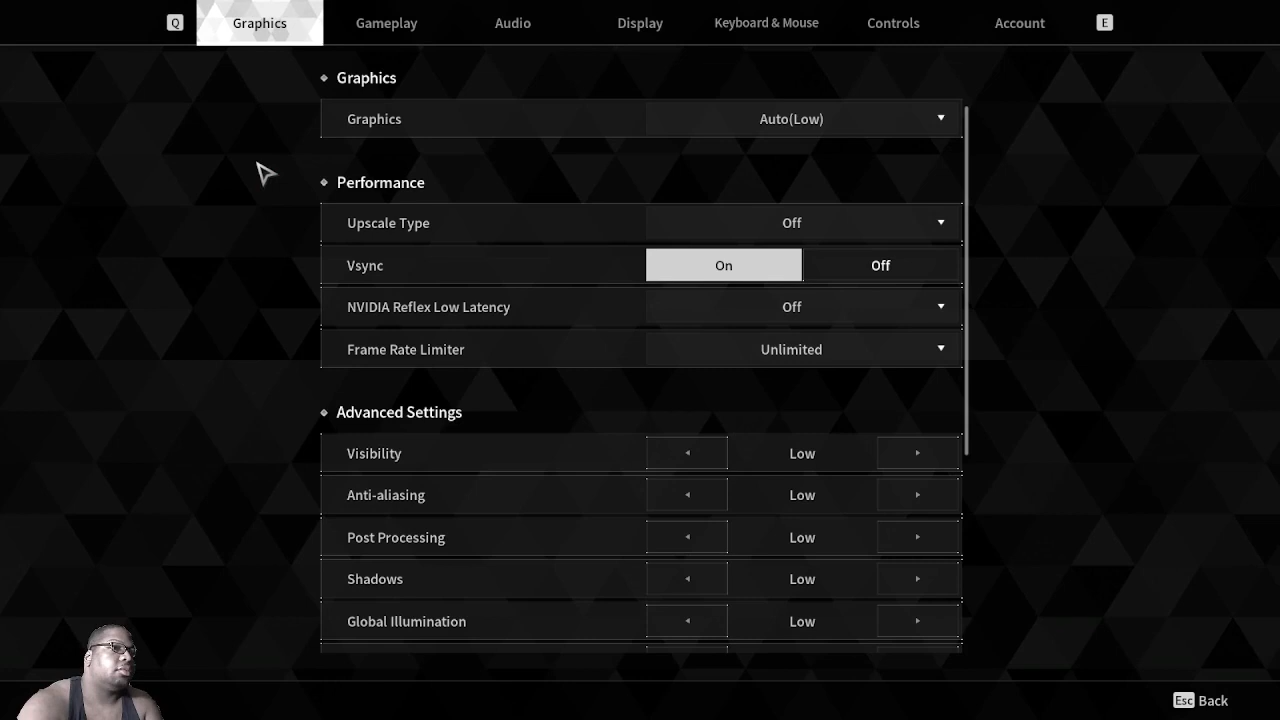 Q Graphics Gameplay Audio Display Keyboard & Mouse Controls Account E
Graphics
Graphics Auto(Low)
Performance
Upscale Type Off
Vsync On Off
NVIDIA Reflex Low Latency Off
Frame Rate Limiter Unlimited
Advanced Settings
Visibility Low
Anti-aliasing Low
Post Processing Low
Shadows Low
Global Illumination Low
Esc Back